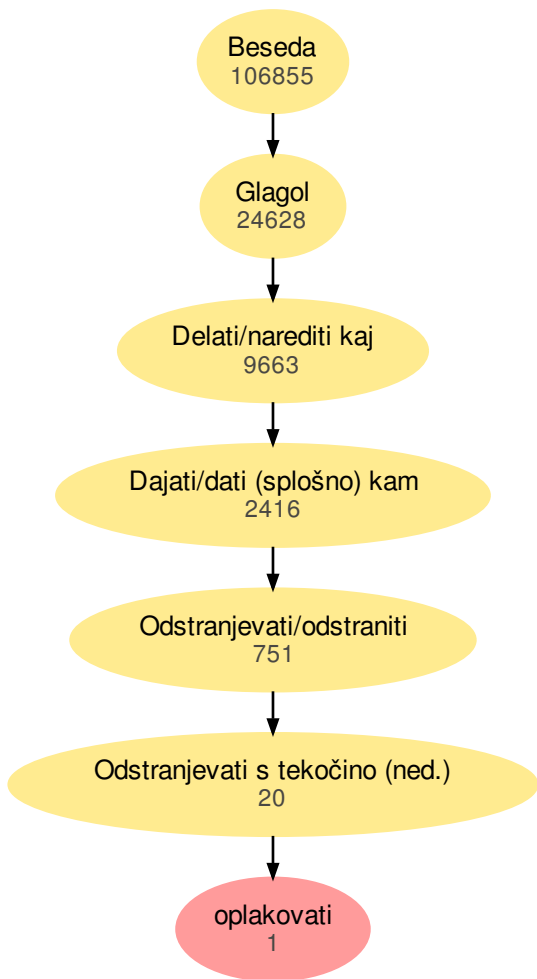 Beseda
106855
Glagol
24628
Delati/narediti kaj
9663
Dajati/dati (splošno) kam
2416
Odstranjevati/odstraniti
751
Odstranjevati s tekočino (ned.)
20
oplakovati
1